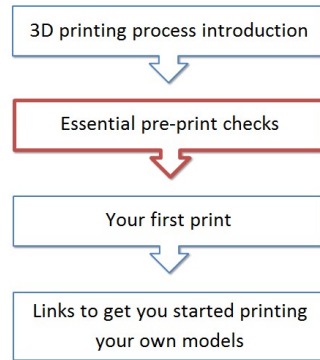 3D printing process introduction
Essential pre-print checks
Your first print
Links to get you started printing
your own models